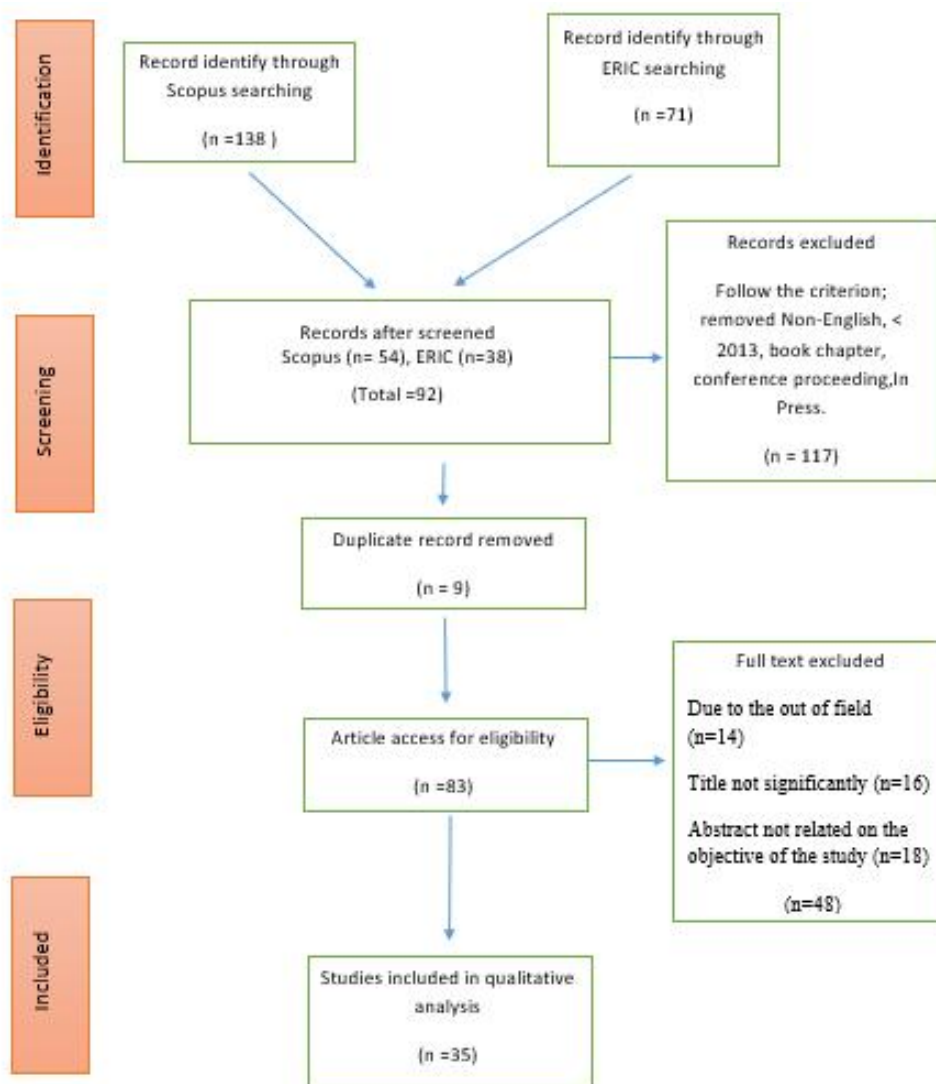 Identification
Record identify through
Scopus searching
(n =138 )
Record identify through
ERIC searching
(n =71)
Screening
Records after screened
Scopus (n= 54), ERIC (n=38)
(Total =92)
Records excluded
Follow the criterion;
removed Non-English, <
2013, book chapter,
conference proceeding,In
Press.
(n = 117)
Duplicate record removed
(n = 9)
Eligibility
Article access for eligibility
(n =83)
Full text excluded
Due to the out of field
(n=14)
Title not significantly (n=16)
Abstract not related on the
objective of the study (n=18)
(n=48)
Included
Studies included in qualitative
analysis
(n =35)